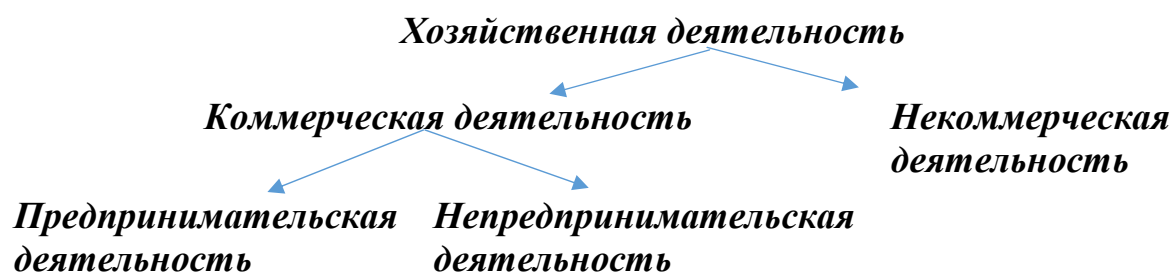 Хозяйственная деятельность
Коммерческая деятельность
Некоммерческая
деятельность
Предпринимательская
деятельность
Непредпринимательская
деятельность